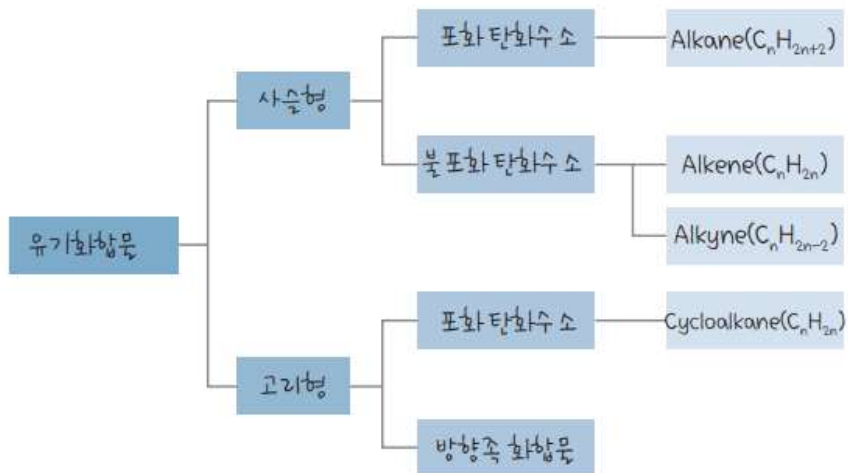 포화 탄화수소
Alkane(CₙH₂ₙ₊₂)
사슬형
불포화 탄화수소
Alkene(CₙH₂ₙ)
유기화합물
Alkyne(CₙH₂ₙ₋₂)
포화 탄화수소
Cycloalkane(CₙH₂ₙ)
고리형
방향족 화합물